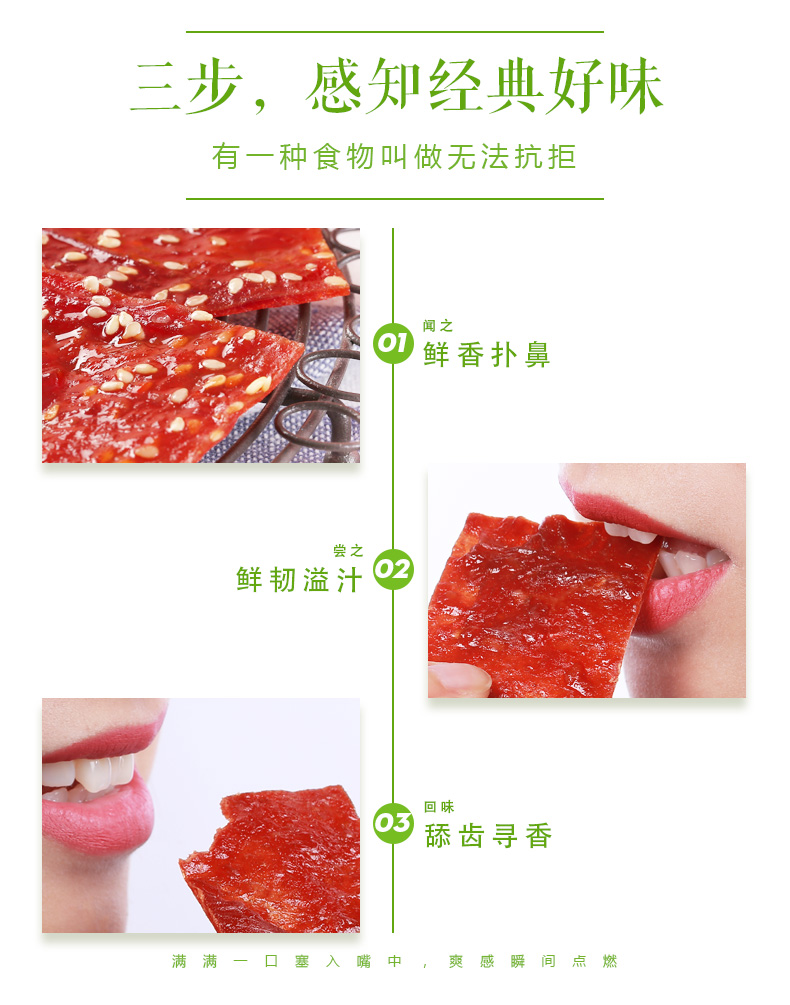 三步，感知经典好味
有一种食物叫做无法抗拒
01
闻之
鲜香扑鼻
尝之
02
鲜韧溢汁
回味
03
舔齿寻香
满满一口塞入嘴中，爽感瞬间点燃